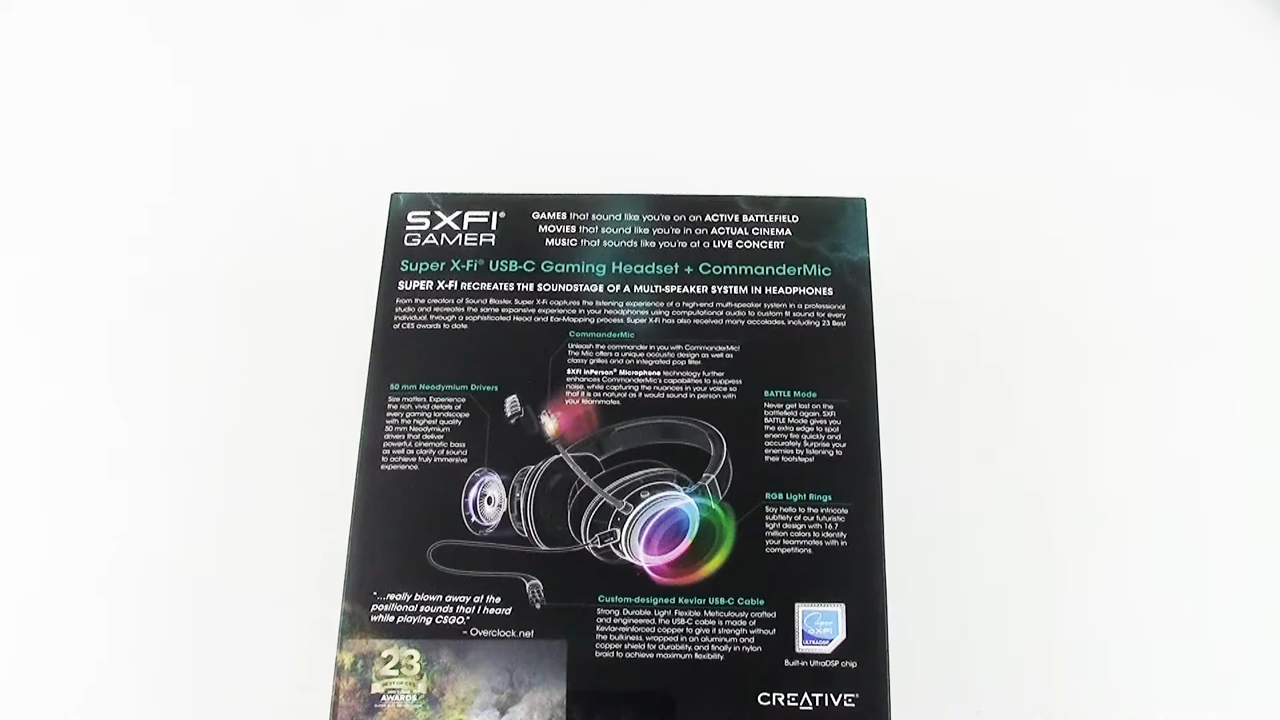 SXFI®
GAMER
GAMES that sound like you're on an ACTIVE BATTLEFIELD
MOVIES that sound like you're in an ACTUAL CINEMA
MUSIC that sounds like you're at a LIVE CONCERT
Super X-Fi® USB-C Gaming Headset + CommanderMic
SUPER X-FI RECREATES THE SOUNDSTAGE OF A MULTI-SPEAKER SYSTEM IN HEADPHONES
From the creators of Sound Blaster, Super X-Fi captures the listening experience of a high-end multi-speaker system in a professional
studio and recreates the same expansive experience in your headphones using computational audio to custom fit sound for every
individual, through a sophisticated Head and Ear-Mapping process. Super X-Fi has also received many accolades, including 23 Best
of CES awards to date.
CommanderMic
Unleash the commander in you with CommanderMic!
The Mic offers a unique acoustic design as well as
classy grilles and an integrated pop filter.
SXFI InPerson® Microphone technology further
enhances CommanderMic's capabilities to suppress
noise, while capturing the nuances in your voice so
that it is as natural as it would sound in person with
your teammates.
50 mm Neodymium Drivers
Size matters. Experience
the rich, vivid details of
every gaming landscape
with the highest quality
50 mm Neodymium
drivers that deliver
powerful, cinematic bass
as well as clarity of sound
to achieve truly immersive
experience.
BATTLE Mode
Never get lost on the
battlefield again. SXFI
BATTLE Mode gives you
the extra edge to spot
enemy fire quickly and
accurately. Surprise your
enemies by listening to
their footsteps!
RGB Light Rings
Say hello to the intricate
subtlety of our futuristic
light design with 16.7
million colors to identify
your teammates with in
competitions.
"...really blown away at the
positional sounds that I heard
while playing CSGO."
– Overclock.net
Custom-designed Kevlar USB-C Cable
Strong. Durable. Light. Flexible. Meticulously crafted
and engineered, the USB-C cable is made of
Kevlar-reinforced copper to give it strength without
the bulkiness, wrapped in an aluminum and
copper shield for durability, and finally in nylon
braid to achieve maximum flexibility.
Super
SXFI
ULTRADSP
Built-in UltraDSP chip
23
BEST OF CES
AWARDS
CREATIVE®